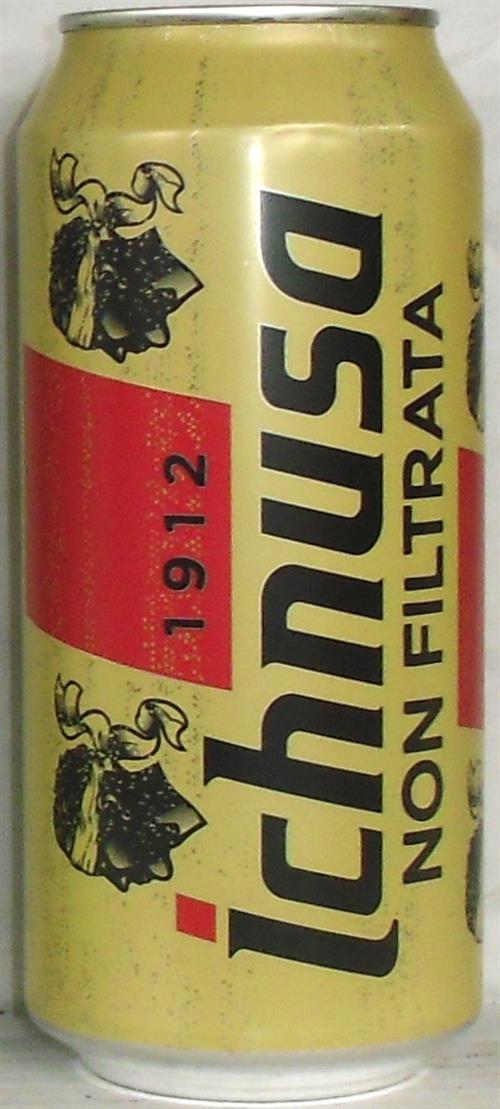 1912
ichnusa
NON FILTRATA